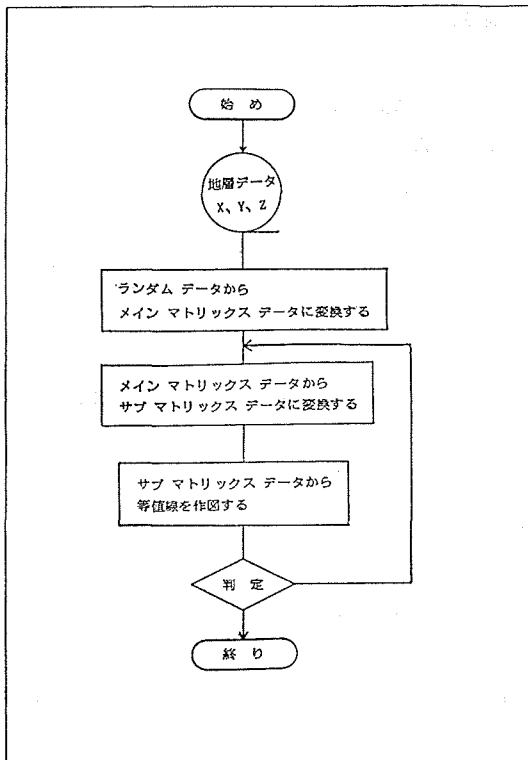 始め
地層データ
X、Y、Z
ランダム データから
メイン マトリックス データに変換する
メイン マトリックス データから
サブ マトリックス データに変換する
サブ マトリックス データから
等値線を作図する
判定
終り